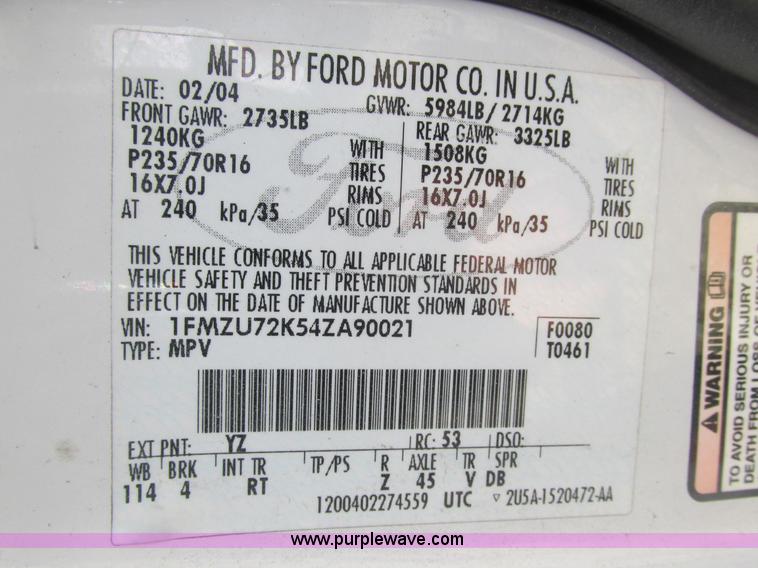 MFD. BY FORD MOTOR CO. IN U.S.A.
DATE: 02/04 GVWR: 5984LB/2714KG
FRONT GAWR: 2735LB REAR GAWR: 3325LB
1240KG WITH 1508KG WITH
P235/70R16 TIRES P235/70R16 TIRES
16X7.0J RIMS 16X7.0J RIMS
AT 240 kPa/35 PSI COLD AT 240 kPa/35 PSI COLD
Ford
THIS VEHICLE CONFORMS TO ALL APPLICABLE FEDERAL MOTOR
VEHICLE SAFETY AND THEFT PREVENTION STANDARDS IN
EFFECT ON THE DATE OF MANUFACTURE SHOWN ABOVE.
VIN: 1FMZU72K54ZA90021 F0080
TYPE: MPV T0461
EXT PNT: YZ RC: 53 DSO:
WB BRK INT TR TP/PS R AXLE TR SPR
114 4 RT Z 45 V DB
1200402274559 UTC ▽ 2U5A-1520472-AA
WARNING
TO AVOID SERIOUS INJURY OR
www.purplewave.com